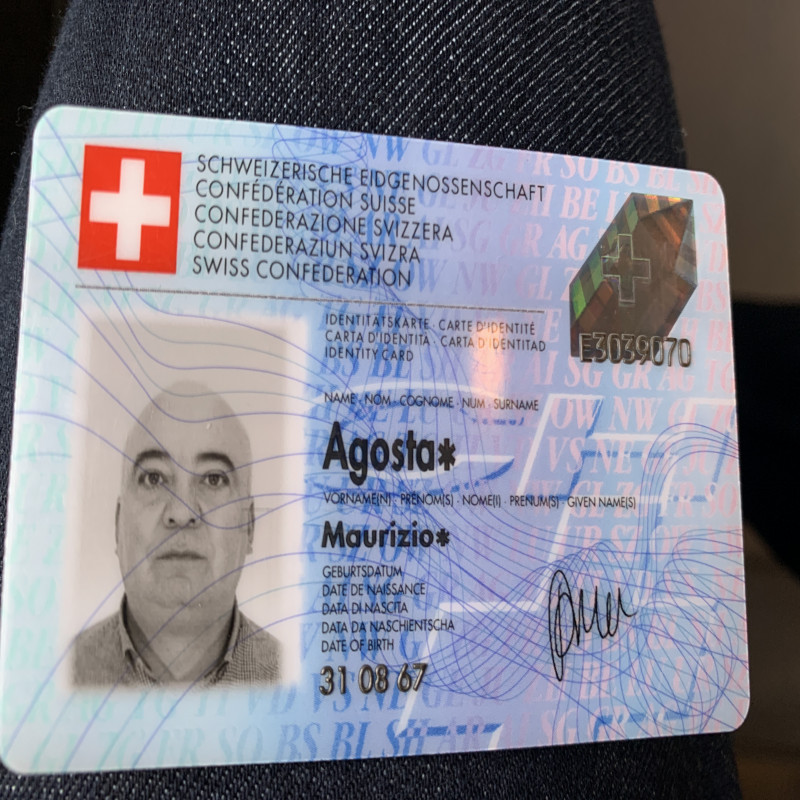 SCHWEIZERISCHE EIDGENOSSENSCHAFT
CONFÉDÉRATION SUISSE
CONFEDERAZIONE SVIZZERA
CONFEDERAZIUN SVIZRA
SWISS CONFEDERATION
IDENTITÄTSKARTE · CARTE D'IDENTITÉ
CARTA D'IDENTITÀ · CARTA D'IDENTITAD
IDENTITY CARD
E3039070
NAME · NOM · COGNOME · NUM · SURNAME
Agosta*
VORNAME(N) · PRÉNOM(S) · NOME(I) · PRENUM(S) · GIVEN NAME(S)
Maurizio*
GEBURTSDATUM
DATE DE NAISSANCE
DATA DI NASCITA
DATA DA NASCHIENTSCHA
DATE OF BIRTH
31 08 67